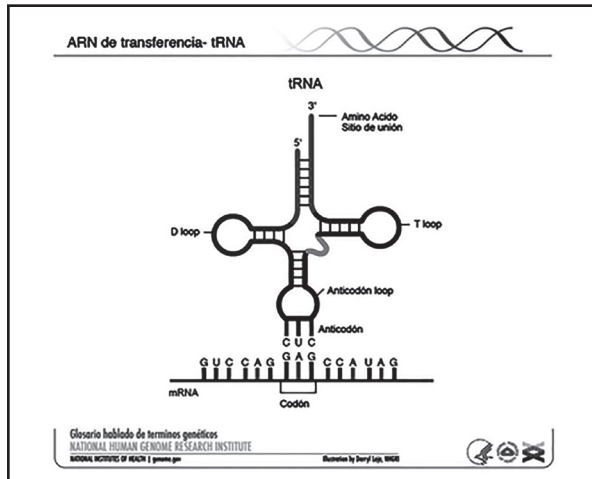 ARN de transferencia- tRNA
tRNA
3'
Amino Acido
Sitio de unión
5'
D loop
T loop
Anticodón loop
Anticodón
C U C
G U C C A G G A G C C A U A G
mRNA
Codón
Glosario hablado de terminos genéticos
NATIONAL HUMAN GENOME RESEARCH INSTITUTE
NATIONAL INSTITUTES OF HEALTH | genome.gov
Illustration by Darryl Leja, NHGRI